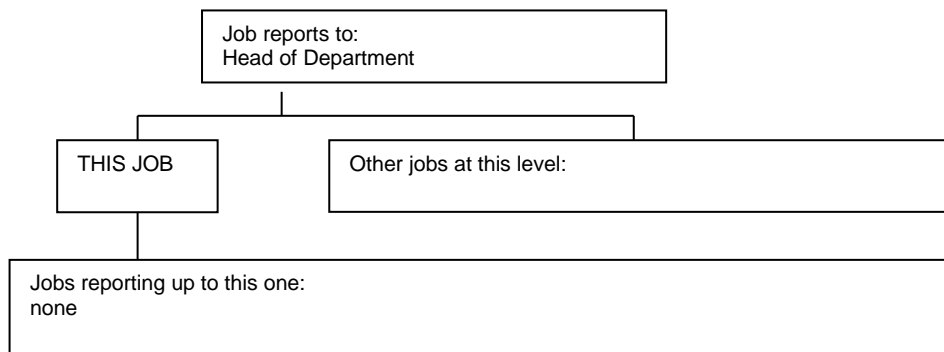 Job reports to:
Head of Department
THIS JOB
Other jobs at this level:
Jobs reporting up to this one:
none